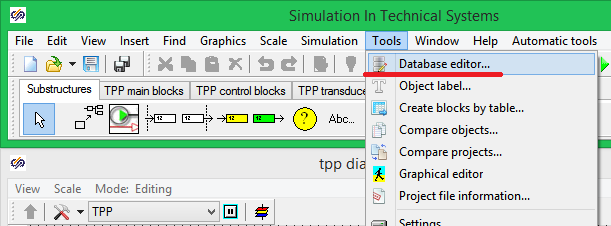 Simulation In Technical Systems
File Edit View Insert Find Graphics Scale Simulation Tools Window Help Automatic tools
Database editor...
Substructures TPP main blocks TPP control blocks TPP transduce
Object label...
Create blocks by table...
12 12 12 12 ? Abc...
Compare objects...
Compare projects...
tpp dia
Graphical editor
View Scale Mode: Editing
Project file information...
TPP
Settings